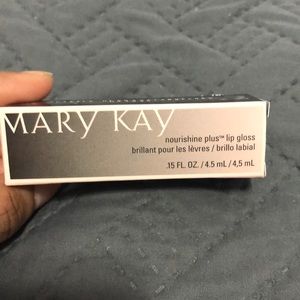 MARY KAY
nourishine plus™ lip gloss
brillant pour les lèvres / brillo labial
.15 FL. OZ. / 4.5 mL / 4,5 mL